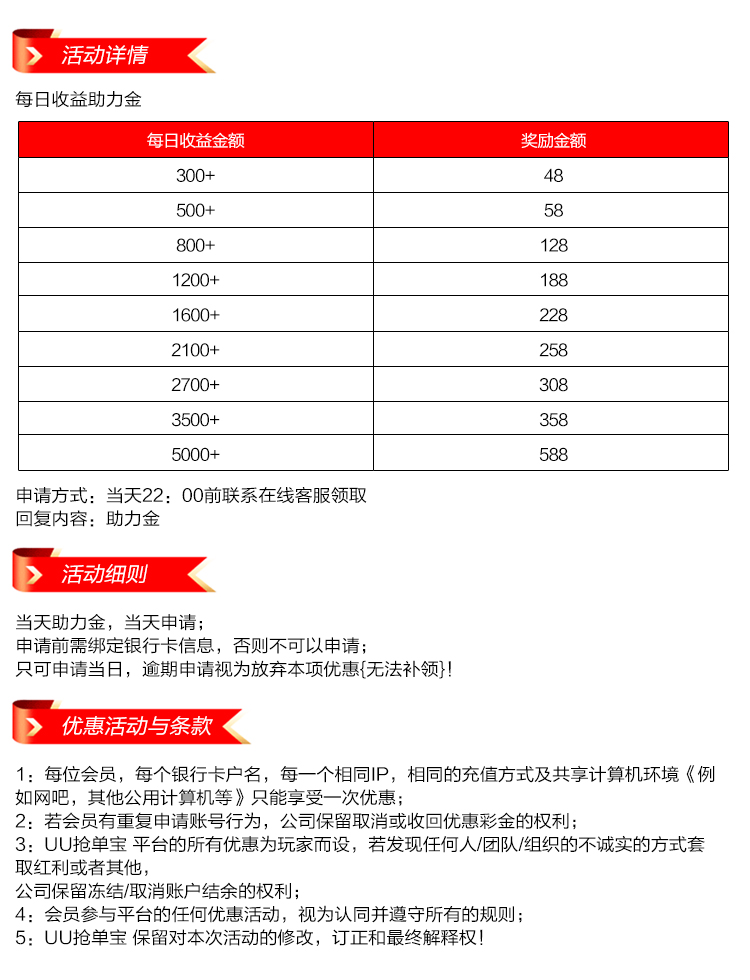 活动详情
每日收益助力金
每日收益金额 奖励金额
300+ 48
500+ 58
800+ 128
1200+ 188
1600+ 228
2100+ 258
2700+ 308
3500+ 358
5000+ 588
申请方式：当天22：00前联系在线客服领取
回复内容：助力金
活动细则
当天助力金，当天申请；
申请前需绑定银行卡信息，否则不可以申请；
只可申请当日，逾期申请视为放弃本项优惠{无法补领}！
优惠活动与条款
1：每位会员，每个银行卡户名，每一个相同IP，相同的充值方式及共享计算机环境《例
如网吧，其他公用计算机等》只能享受一次优惠；
2：若会员有重复申请账号行为，公司保留取消或收回优惠彩金的权利；
3：UU抢单宝 平台的所有优惠为玩家而设，若发现任何人/团队/组织的不诚实的方式套
取红利或者其他，
公司保留冻结/取消账户结余的权利；
4：会员参与平台的任何优惠活动，视为认同并遵守所有的规则；
5：UU抢单宝 保留对本次活动的修改，订正和最终解释权！